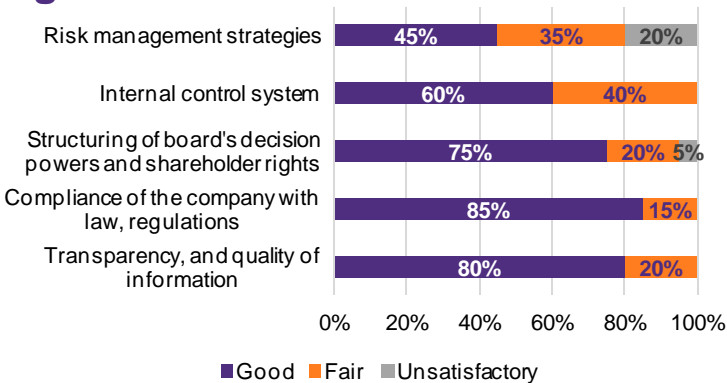 Risk management strategies 45% 35% 20%
Internal control system 60% 40%
Structuring of board's decision
powers and shareholder rights 75% 20% 5%
Compliance of the company with
law, regulations 85% 15%
Transparency, and quality of
information 80% 20%
0% 20% 40% 60% 80% 100%
Good Fair Unsatisfactory